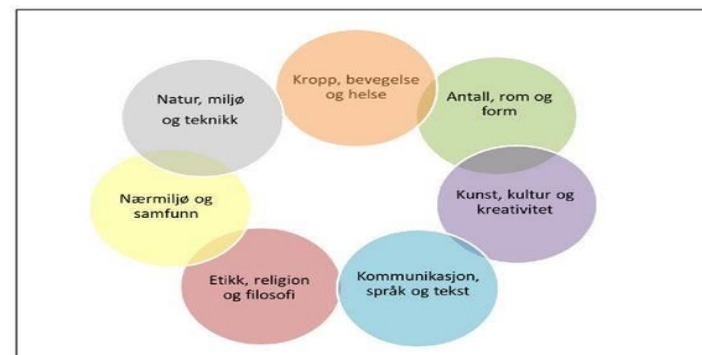 Kropp, bevegelse
og helse
Antall, rom og
form
Kunst, kultur og
kreativitet
Kommunikasjon,
språk og tekst
Etikk, religion
og filosofi
Nærmiljø og
samfunn
Natur, miljø
og teknikk